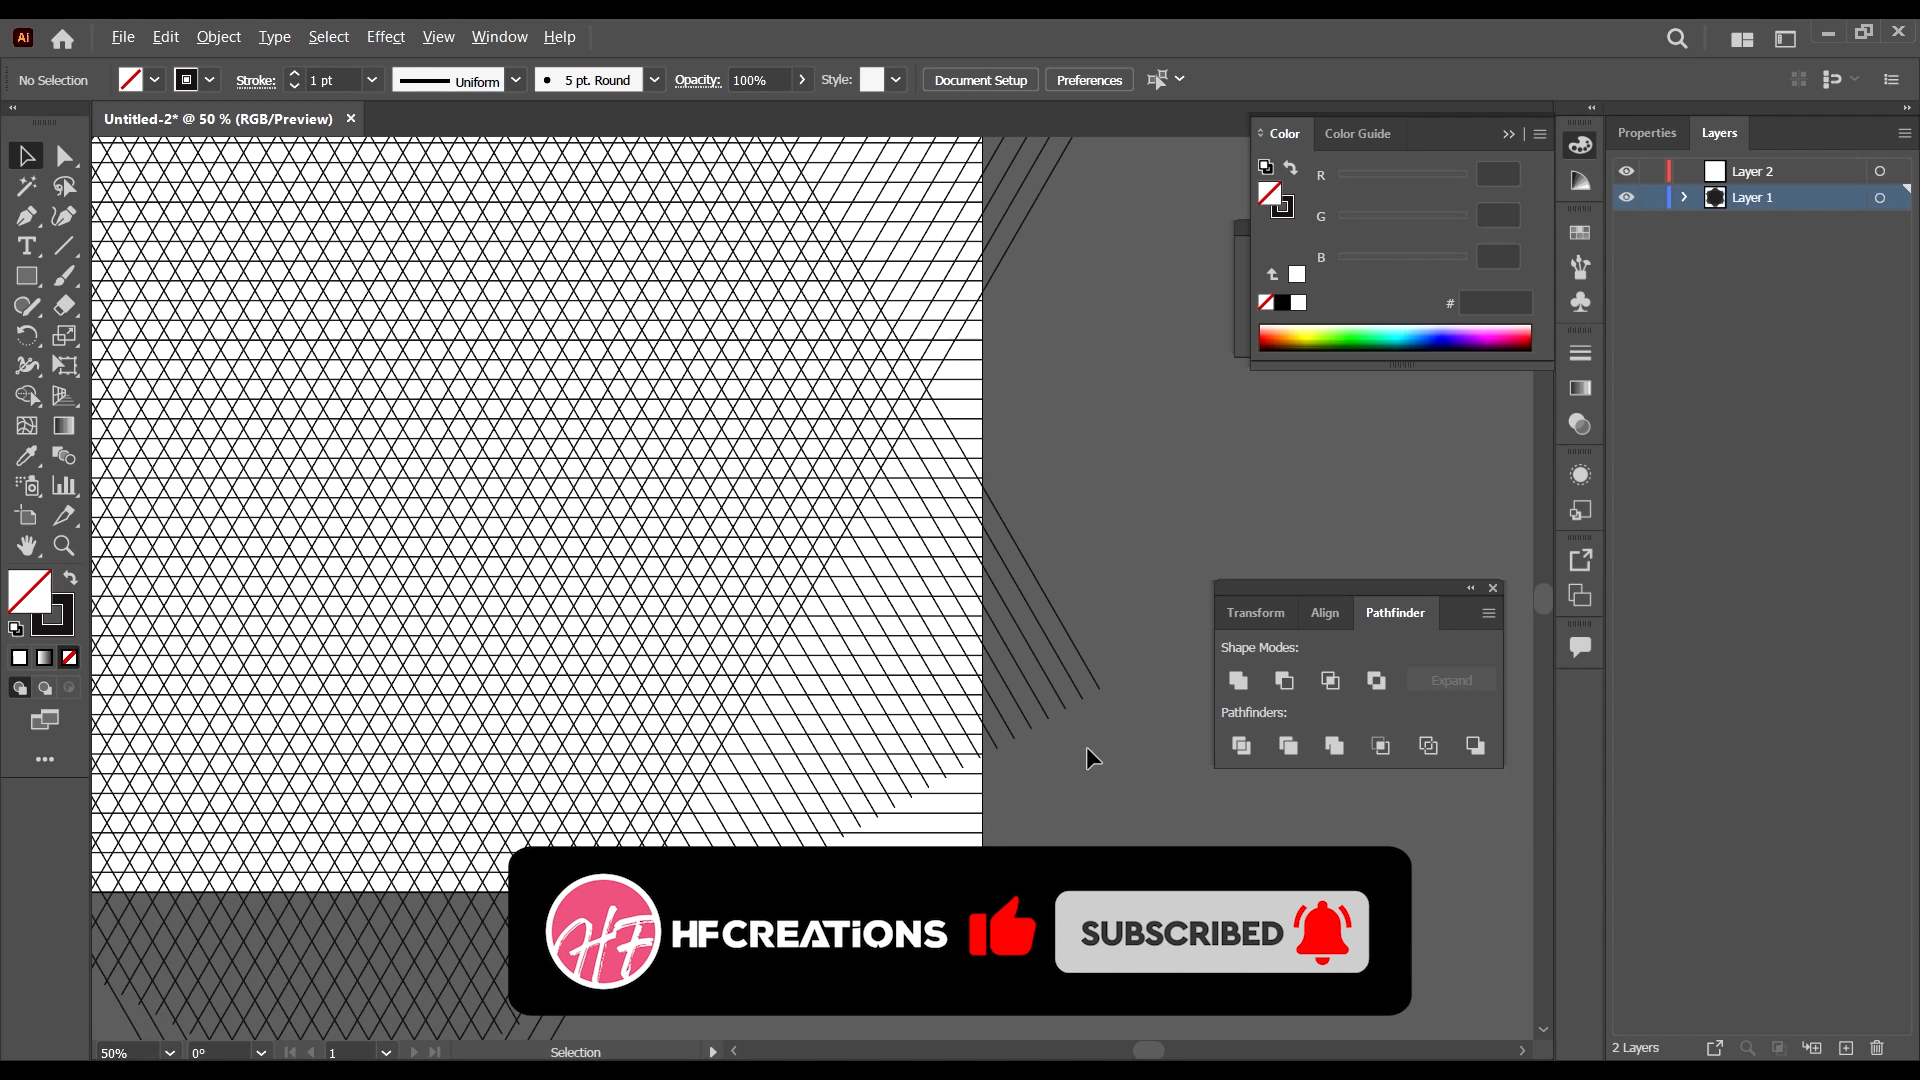 Ai File Edit Object Type Select Effect View Window Help
No Selection Stroke: 1 pt Uniform 5 pt. Round Opacity: 100% Style: Document Setup Preferences
Untitled-2* @ 50 % (RGB/Preview)
Color Color Guide
R
G
B
#
Properties Layers
Layer 2
Layer 1
Transform Align Pathfinder
Shape Modes:
Expand
Pathfinders:
HF HFCREATIONS SUBSCRIBED
50% 0° 1 Selection
2 Layers